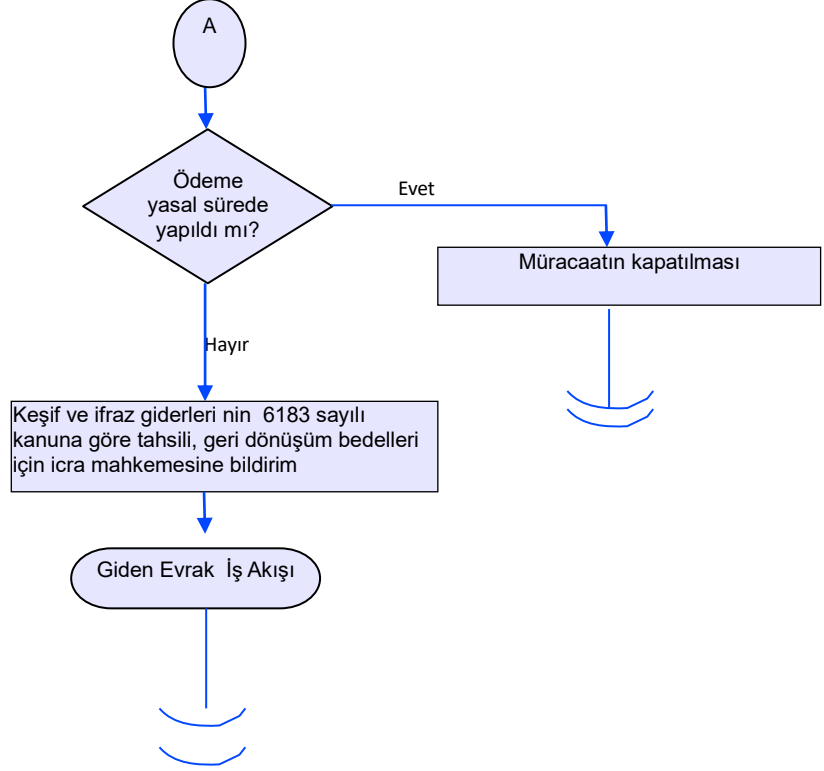 A
Ödeme
yasal sürede
yapıldı mı?
Evet
Müracaatın kapatılması
Hayır
Keşif ve ifraz giderleri nin 6183 sayılı
kanuna göre tahsili, geri dönüşüm bedelleri
için icra mahkemesine bildirim
Giden Evrak İş Akışı